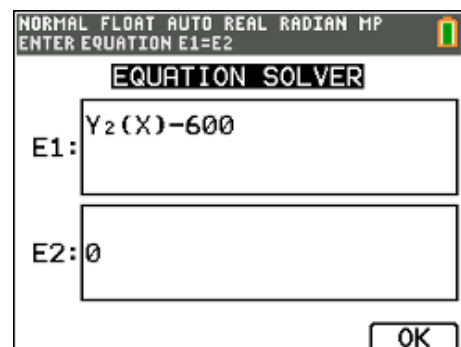 NORMAL FLOAT AUTO REAL RADIAN MP
ENTER EQUATION E1=E2
EQUATION SOLVER
E1: Y₂(X)-600
E2: 0
OK